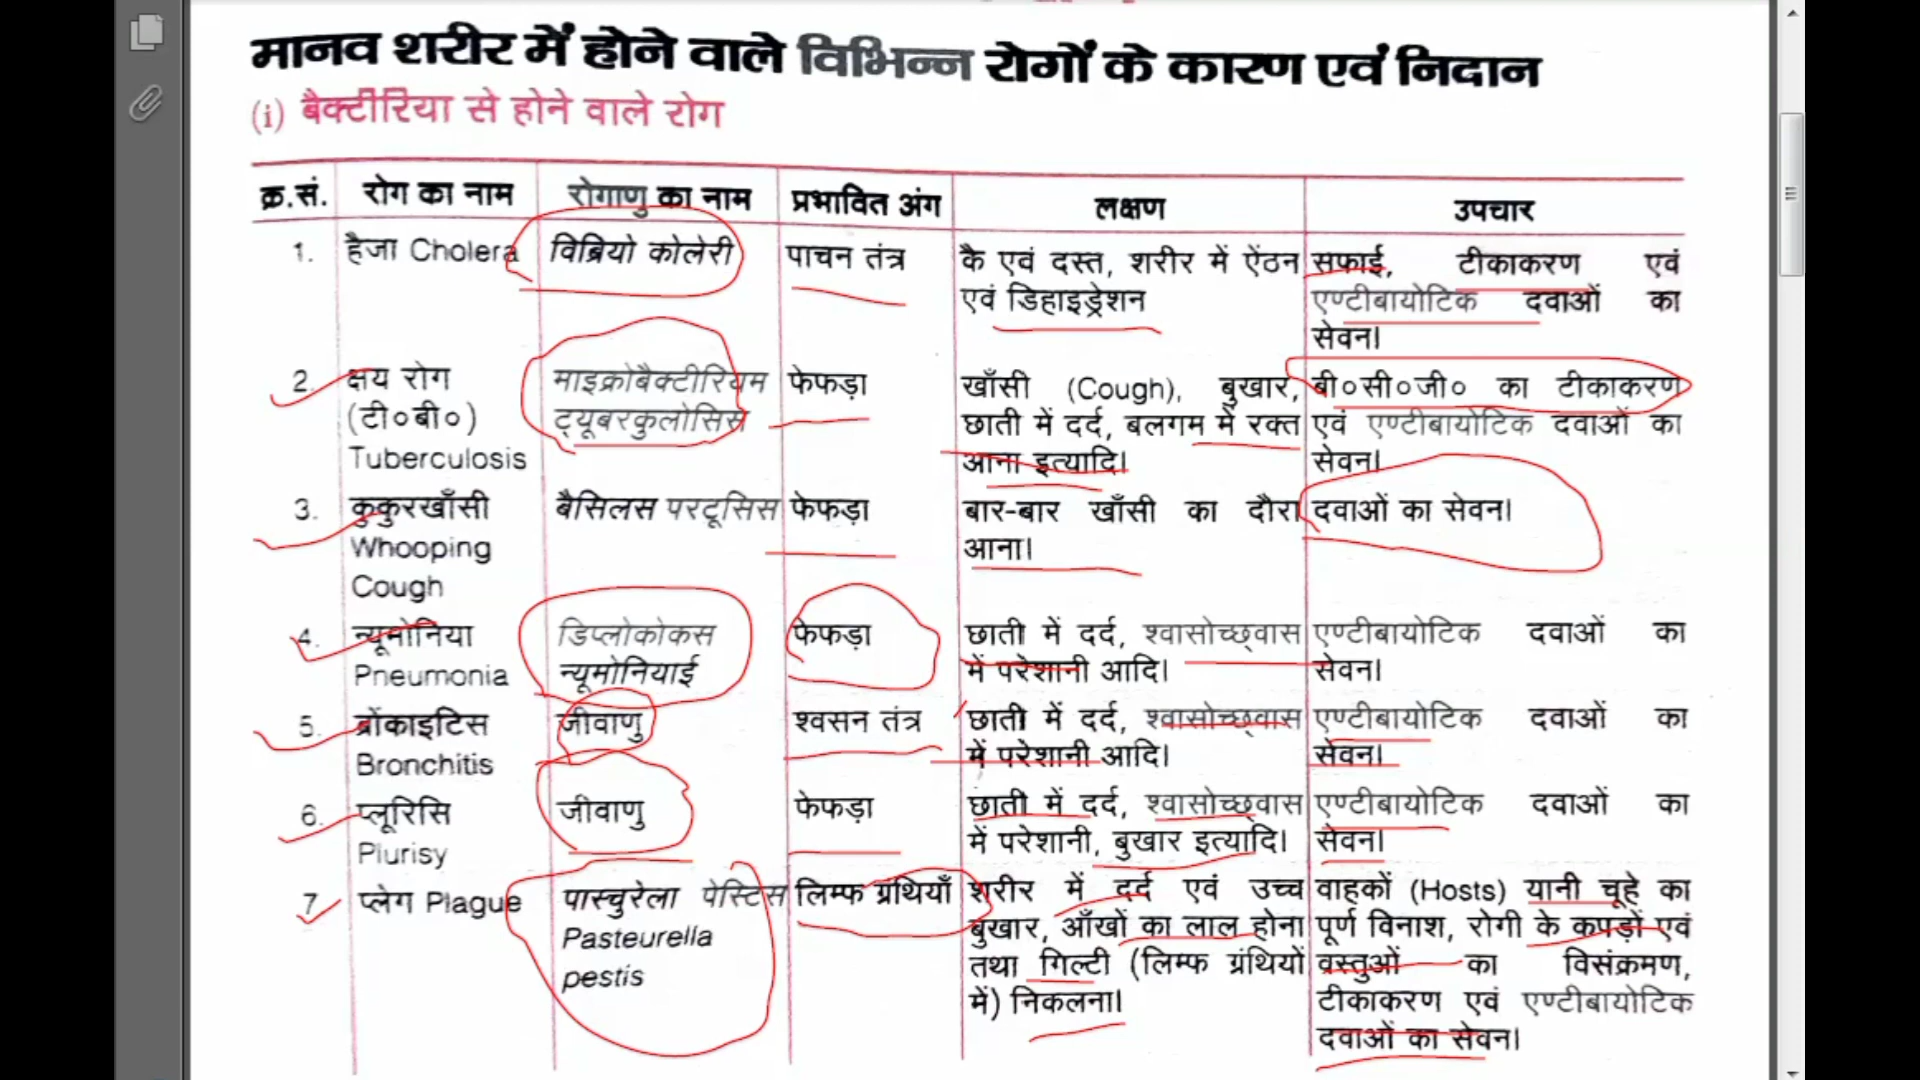 मानव शरीर में होने वाले विभिन्न रोगों के कारण एवं निदान
(i) बैक्टीरिया से होने वाले रोग
क्र.सं. रोग का नाम रोगाणु का नाम प्रभावित अंग लक्षण उपचार
1. हैजा Cholera विब्रियो कोलेरी पाचन तंत्र कै एवं दस्त, शरीर में ऐंठन सफाई, टीकाकरण एवं
एवं डिहाइड्रेशन एण्टीबायोटिक दवाओं का
सेवन।
2. क्षय रोग माइक्रोबैक्टीरियम फेफड़ा खाँसी (Cough), बुखार, बी०सी०जी० का टीकाकरण
(टी०बी०) ट्यूबरकुलोसिस छाती में दर्द, बलगम में रक्त एवं एण्टीबायोटिक दवाओं का
Tuberculosis आना इत्यादि। सेवन।
3. कुकुरखाँसी बैसिलस परटूसिस फेफड़ा बार-बार खाँसी का दौरा दवाओं का सेवन।
Whooping आना।
Cough
4. न्यूमोनिया डिप्लोकोकस फेफड़ा छाती में दर्द, श्वासोच्छ्वास एण्टीबायोटिक दवाओं का
Pneumonia न्यूमोनियाई में परेशानी आदि। सेवन।
5. ब्रोंकाइटिस जीवाणु श्वसन तंत्र छाती में दर्द, श्वासोच्छ्वास एण्टीबायोटिक दवाओं का
Bronchitis में परेशानी आदि। सेवन।
6. प्लूरिसि जीवाणु फेफड़ा छाती में दर्द, श्वासोच्छ्वास एण्टीबायोटिक दवाओं का
Plurisy में परेशानी, बुखार इत्यादि। सेवन।
7 प्लेग Plague पास्चुरेला पेस्टिस लिम्फ ग्रंथियाँ शरीर में दर्द एवं उच्च वाहकों (Hosts) यानी चूहे का
Pasteurella बुखार, आँखों का लाल होना पूर्ण विनाश, रोगी के कपड़ों एवं
pestis तथा गिल्टी (लिम्फ ग्रंथियों वस्तुओं का विसंक्रमण,
में) निकलना। टीकाकरण एवं एण्टीबायोटिक
दवाओं का सेवन।